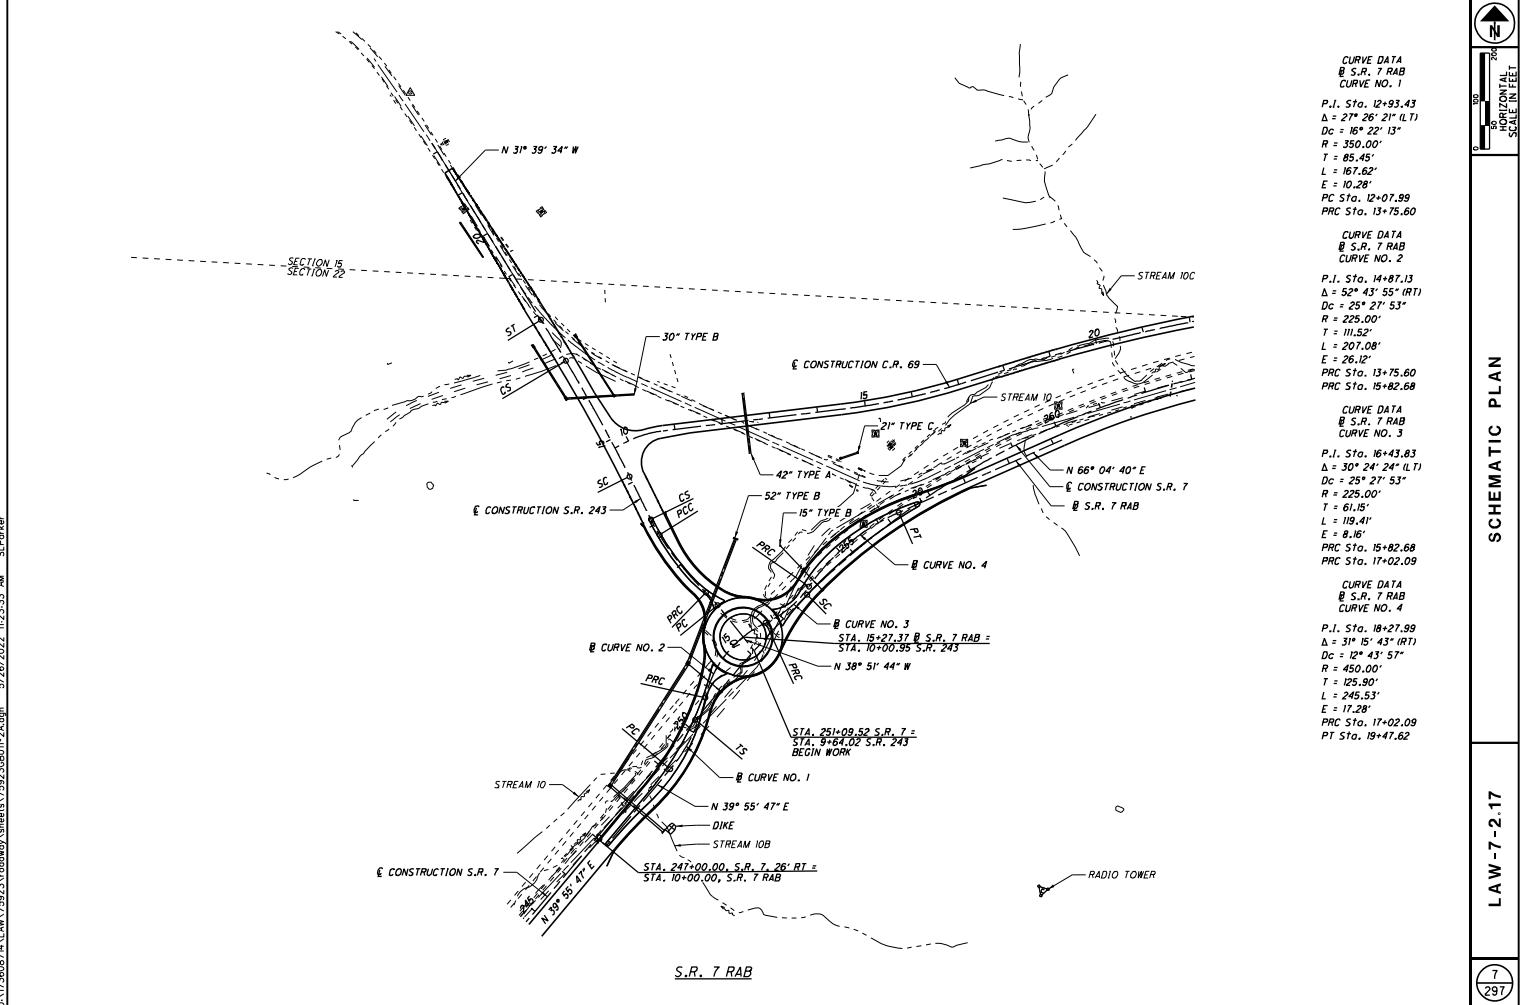 N 31° 39' 34" W
20
SECTION 15
SECTION 22
STREAM 10C
ST
30" TYPE B
20
℄ CONSTRUCTION C.R. 69
CS
15
STREAM 10
260
21" TYPE C
10
15
N 66° 04' 40" E
42" TYPE A
SC
℄ CONSTRUCTION S.R. 7
CS
52" TYPE B
20
PCC
℄ CONSTRUCTION S.R. 243
15" TYPE B
S.R. 7 RAB
PT
PRC
255
CURVE NO. 4
SC
PRC
PC
CURVE NO. 3
STA. 15+27.37 S.R. 7 RAB =
STA. 10+00.95 S.R. 243
CURVE NO. 2
N 38° 51' 44" W
PRC
PRC
250
PC
STA. 251+09.52 S.R. 7 =
STA. 9+64.02 S.R. 243
BEGIN WORK
TS
CURVE NO. 1
STREAM 10
N 39° 55' 47" E
DIKE
STREAM 10B
STA. 247+00.00, S.R. 7, 26' RT =
STA. 10+00.00, S.R. 7 RAB
℄ CONSTRUCTION S.R. 7
RADIO TOWER
245
N 39° 55' 47" E
S.R. 7 RAB
CURVE DATA
S.R. 7 RAB
CURVE NO. 1
P.I. Sta. 12+93.43
Δ = 27° 26' 21" (LT)
Dc = 16° 22' 13"
R = 350.00'
T = 85.45'
L = 167.62'
E = 10.28'
PC Sta. 12+07.99
PRC Sta. 13+75.60
CURVE DATA
S.R. 7 RAB
CURVE NO. 2
P.I. Sta. 14+87.13
Δ = 52° 43' 55" (RT)
Dc = 25° 27' 53"
R = 225.00'
T = 111.52'
L = 207.08'
E = 26.12'
PRC Sta. 13+75.60
PRC Sta. 15+82.68
CURVE DATA
S.R. 7 RAB
CURVE NO. 3
P.I. Sta. 16+43.83
Δ = 30° 24' 24" (LT)
Dc = 25° 27' 53"
R = 225.00'
T = 61.15'
L = 119.41'
E = 8.16'
PRC Sta. 15+82.68
PRC Sta. 17+02.09
CURVE DATA
S.R. 7 RAB
CURVE NO. 4
P.I. Sta. 18+27.99
Δ = 31° 15' 43" (RT)
Dc = 12° 43' 57"
R = 450.00'
T = 125.90'
L = 245.53'
E = 17.28'
PRC Sta. 17+02.09
PT Sta. 19+47.62
N
0 50 100 200
HORIZONTAL
SCALE IN FEET
SCHEMATIC PLAN
LAW-7-2.17
7
297